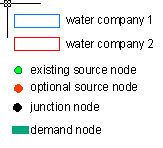 water company 1
water company 2
existing source node
optional source node
junction node
demand node